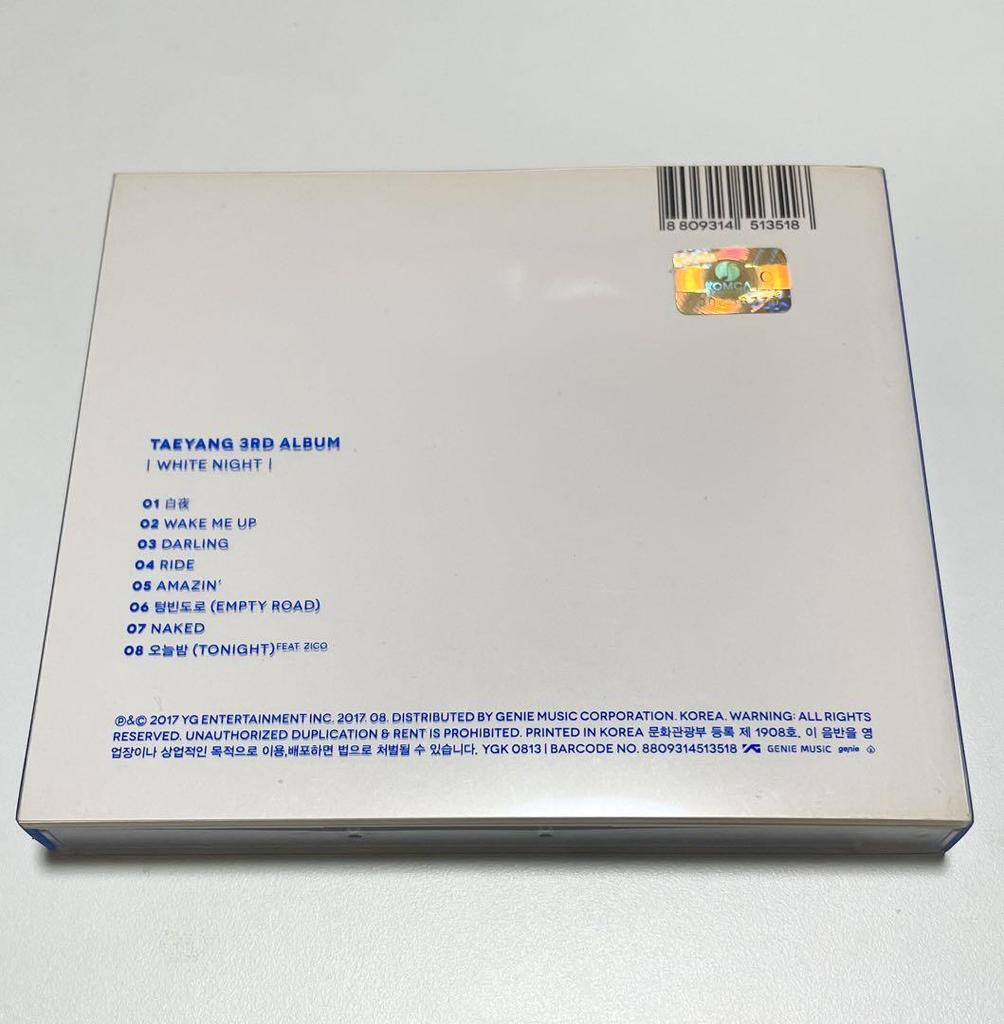 8 809314 513518
KOMCA
TAEYANG 3RD ALBUM
| WHITE NIGHT |
01 白夜
02 WAKE ME UP
03 DARLING
04 RIDE
05 AMAZIN'
06 텅빈도로 (EMPTY ROAD)
07 NAKED
08 오늘밤 (TONIGHT) FEAT. ZICO
℗&© 2017 YG ENTERTAINMENT INC. 2017. 08. DISTRIBUTED BY GENIE MUSIC CORPORATION. KOREA. WARNING: ALL RIGHTS
RESERVED. UNAUTHORIZED DUPLICATION & RENT IS PROHIBITED. PRINTED IN KOREA 문화관광부 등록 제 1908호. 이 음반을 영
업장이나 상업적인 목적으로 이용,배포하면 법으로 처벌될 수 있습니다. YGK 0813 | BARCODE NO. 8809314513518 YG GENIE MUSIC genie